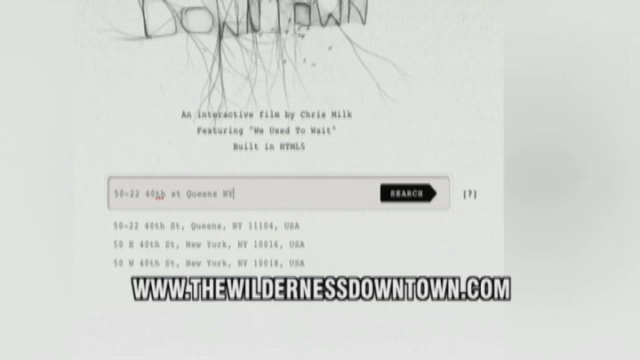 DOWNTOWN
An interactive film by Chris Milk
Featuring "We Used To Wait"
Built in HTML5
50-22 40th st Queens NY
SEARCH
[?]
50-22 40th St, Queens, NY 11104, USA
50 E 40th St, New York, NY 10016, USA
50 W 40th St, New York, NY 10018, USA
WWW.THEWILDERNESSDOWNTOWN.COM